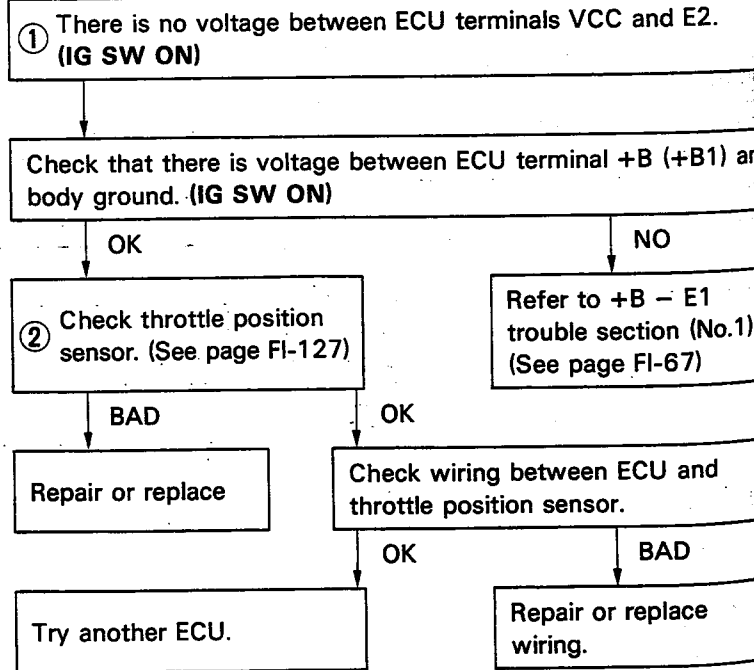 ① There is no voltage between ECU terminals VCC and E2.
(IG SW ON)
Check that there is voltage between ECU terminal +B (+B1) an
body ground. (IG SW ON)
OK
NO
② Check throttle position
sensor. (See page FI-127)
Refer to +B – E1
trouble section (No.1)
(See page FI-67)
BAD
OK
Repair or replace
Check wiring between ECU and
throttle position sensor.
OK
BAD
Try another ECU.
Repair or replace
wiring.